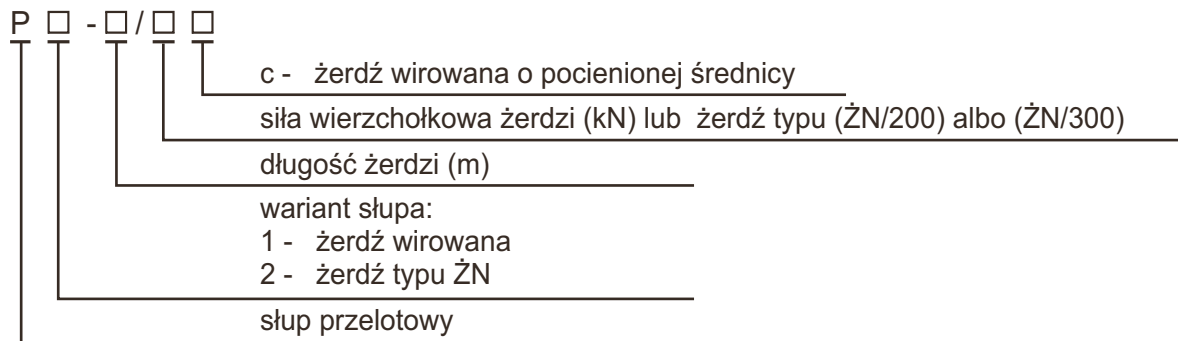 P □ - □ / □ □
c - żerdź wirowana o pocienionej średnicy
siła wierzchołkowa żerdzi (kN) lub żerdź typu (ŻN/200) albo (ŻN/300)
długość żerdzi (m)
wariant słupa:
1 - żerdź wirowana
2 - żerdź typu ŻN
słup przelotowy